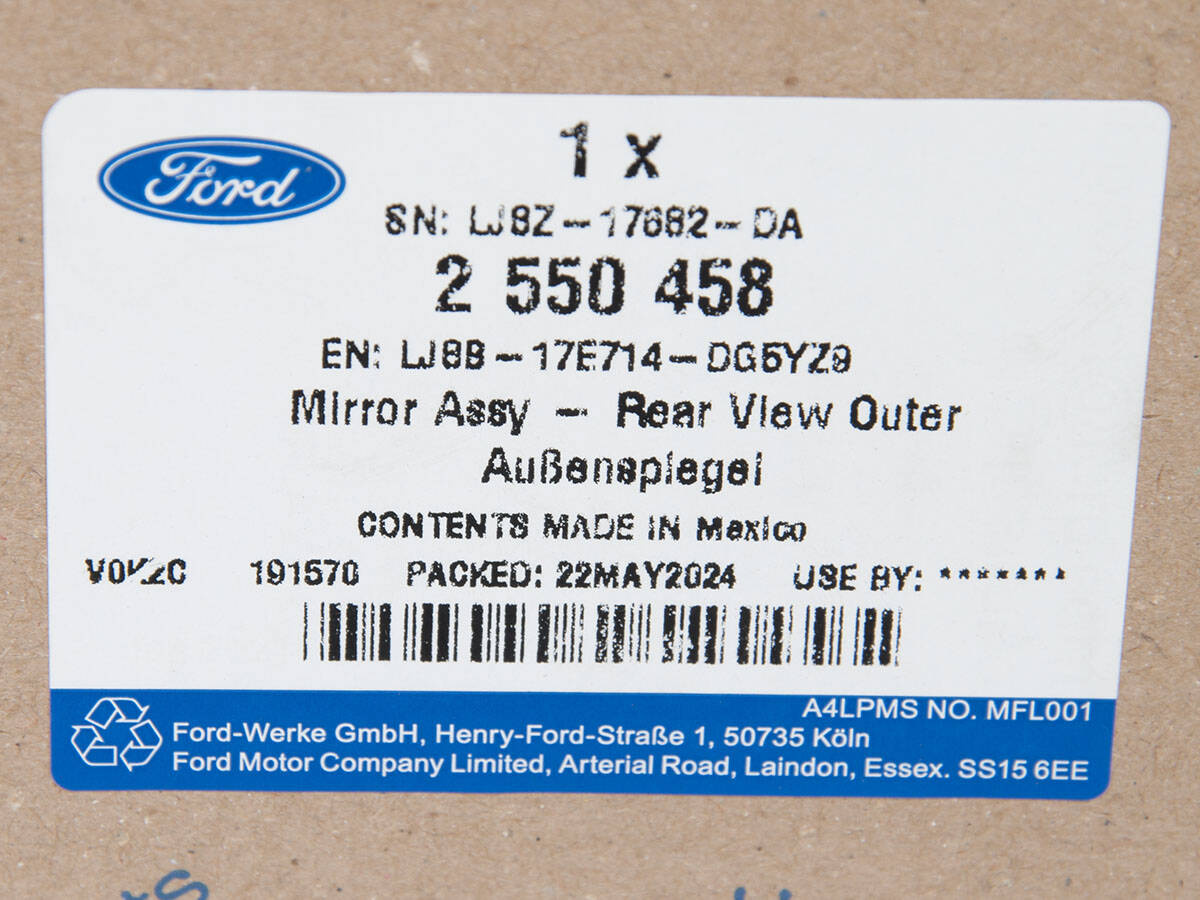 Ford
1 x
SN: LJ8Z-17682-DA
2 550 458
EN: LJ8B-17E714-DG5YZ9
Mirror Assy - Rear View Outer
Außenspiegel
CONTENTS MADE IN Mexico
191570 PACKED: 22MAY2024 USE BY: *******
A4LPMS NO. MFL001
Ford-Werke GmbH, Henry-Ford-Straße 1, 50735 Köln
Ford Motor Company Limited, Arterial Road, Laindon, Essex. SS15 6EE